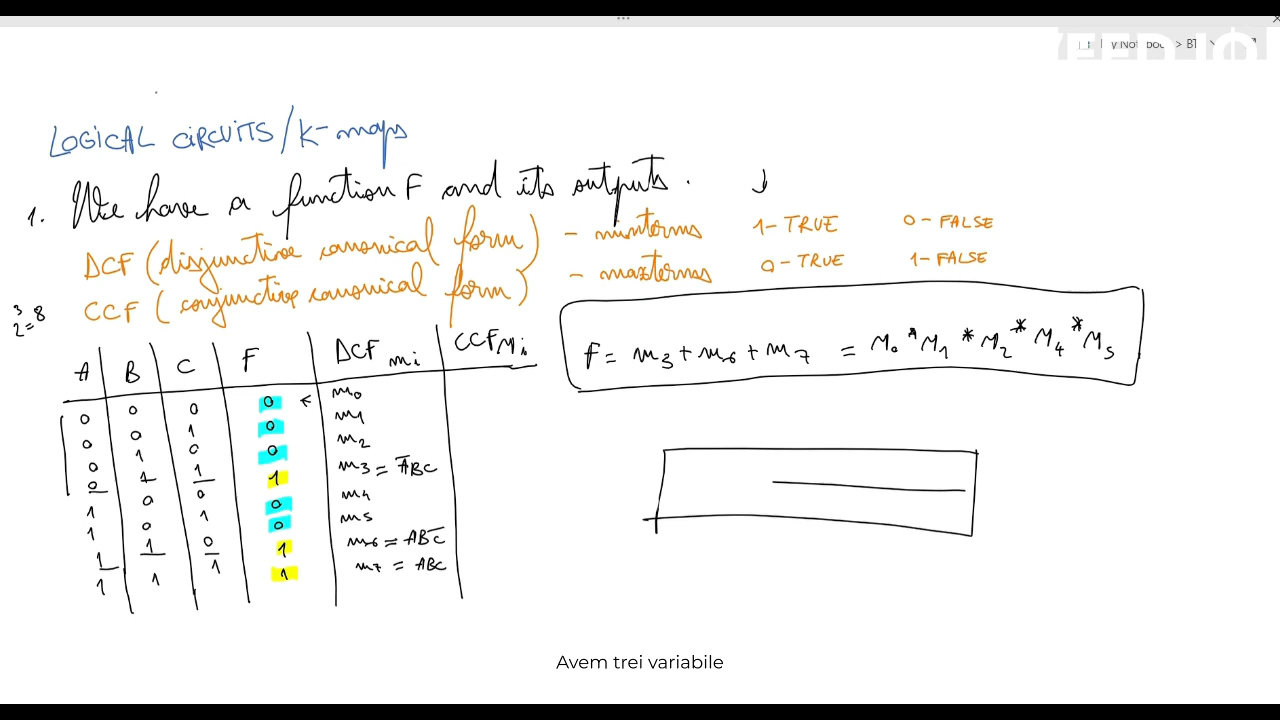 My Notebook > BT
LOGICAL CIRCUITS / K-maps
1. We have a function F and its outputs. ↓
DCF (disjunctive canonical form) - minterms 1-TRUE 0-FALSE
CCF (conjunctive canonical form) - maxterms 0-TRUE 1-FALSE
2³=8
F = m₃ + m₆ + m₇ = M₀ * M₁ * M₂ * M₄ * M₅
A B C F DCF mi CCF Mi
0 0 0 0 ← m₀
0 0 1 0 m₁
0 1 0 0 m₂
0 1 1 1 m₃ = A̅BC
1 0 0 0 m₄
1 0 1 0 m₅
1 1 0 1 m₆ = ABC̅
1 1 1 1 m₇ = ABC
Avem trei variabile